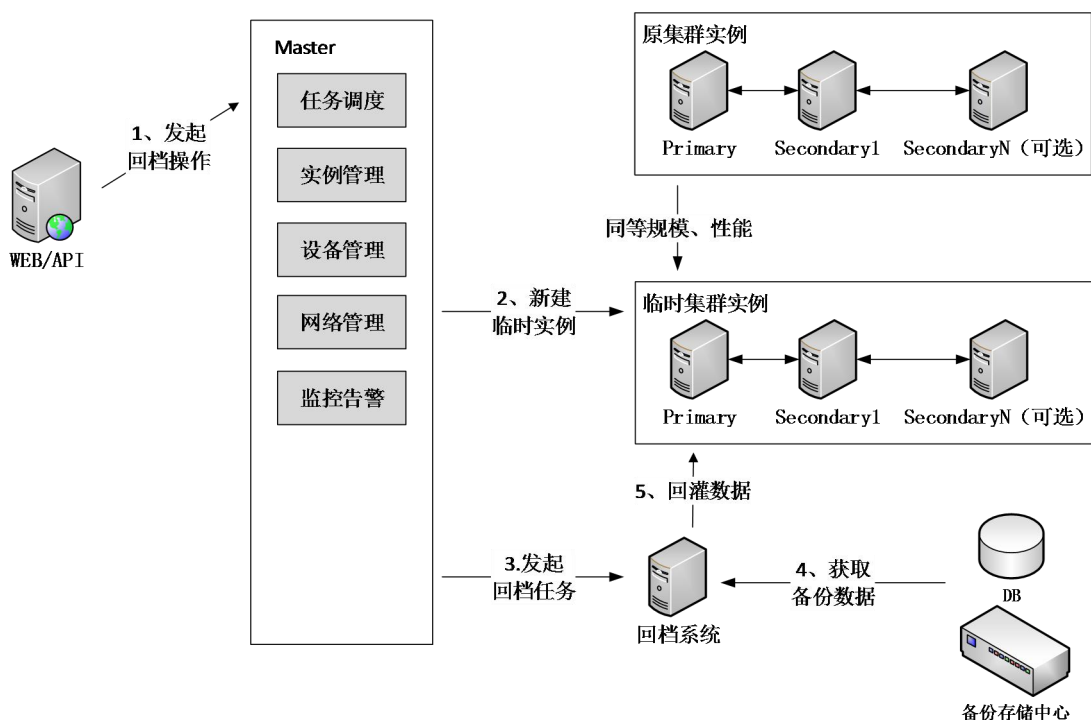 WEB/API
1、发起
回档操作
Master
任务调度
实例管理
设备管理
网络管理
监控告警
原集群实例
Primary
Secondary1
SecondaryN（可选）
同等规模、性能
2、新建
临时实例
临时集群实例
Primary
Secondary1
SecondaryN（可选）
5、回灌数据
3.发起
回档任务
回档系统
4、获取
备份数据
DB
备份存储中心